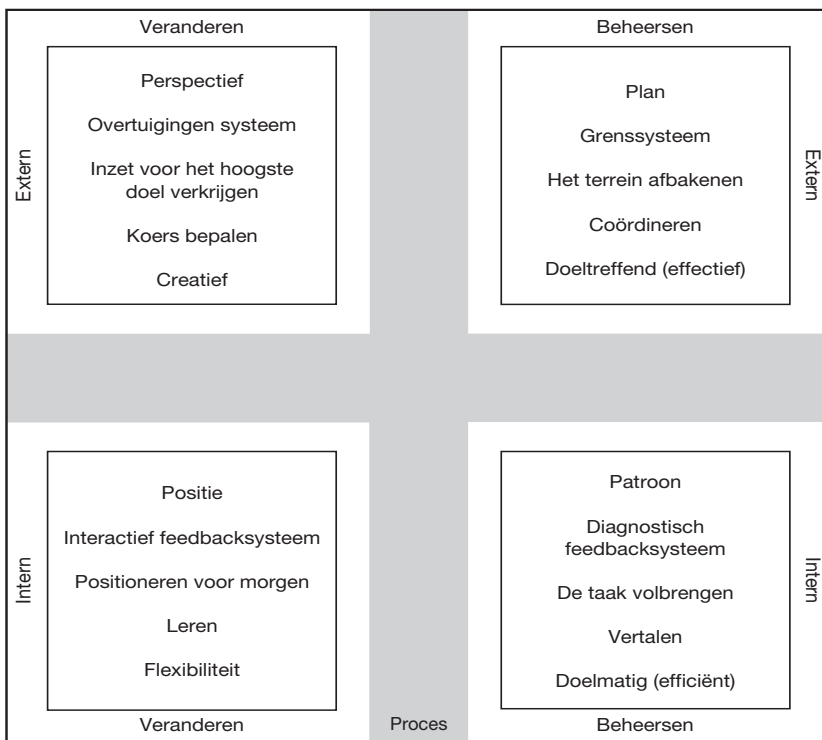 Veranderen
Extern
Perspectief
Overtuigingen systeem
Inzet voor het hoogste
doel verkrijgen
Koers bepalen
Creatief
Beheersen
Plan
Grenssysteem
Het terrein afbakenen
Coördineren
Doeltreffend (effectief)
Extern
Intern
Positie
Interactief feedbacksysteem
Positioneren voor morgen
Leren
Flexibiliteit
Veranderen
Proces
Patroon
Diagnostisch
feedbacksysteem
De taak volbrengen
Vertalen
Doelmatig (efficiënt)
Intern
Beheersen